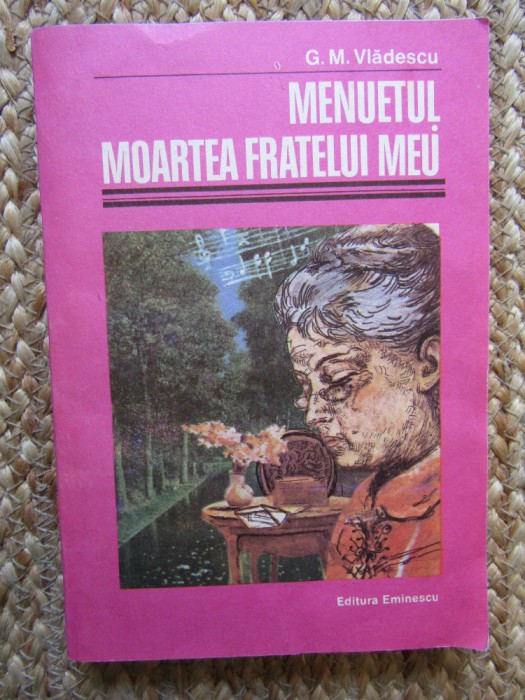 G. M. Vlădescu
MENUETUL
MOARTEA FRATELUI MEU
Editura Eminescu